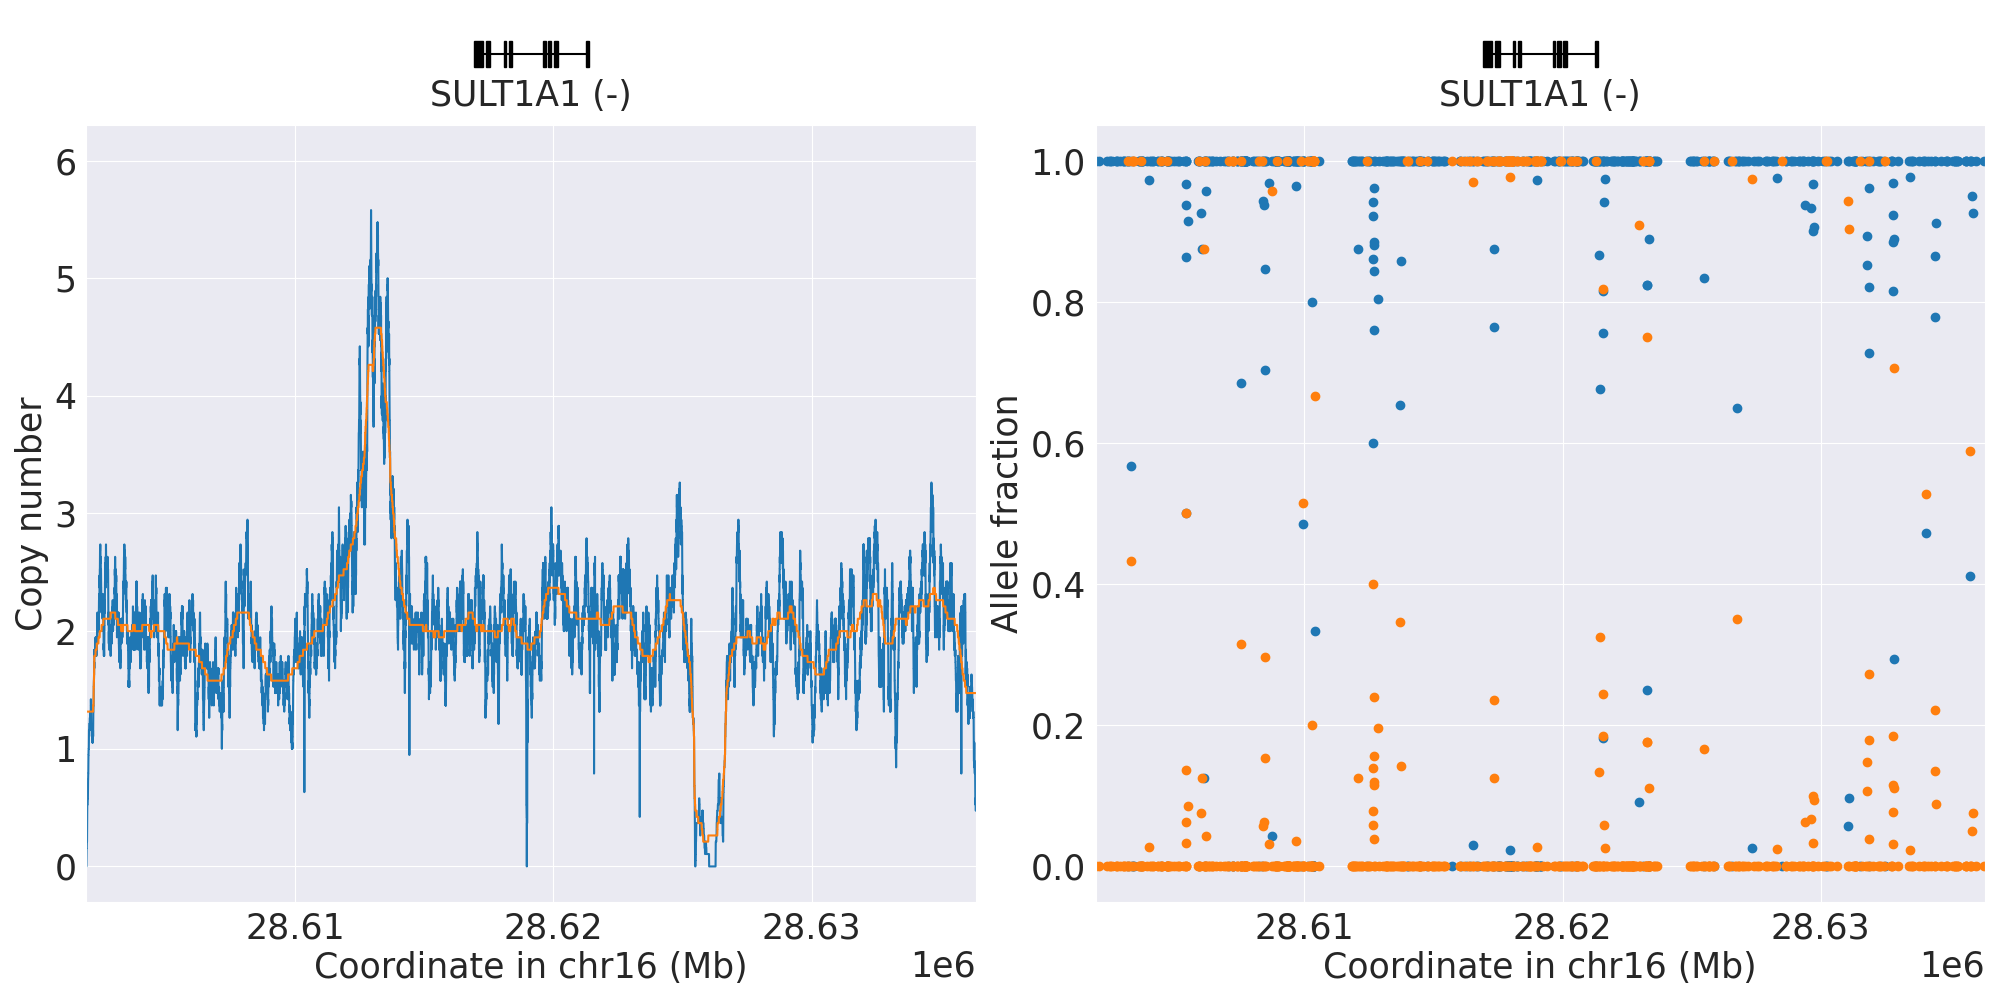 SULT1A1 (-)
6
5
4
3
2
1
0
Copy number
28.61
28.62
28.63
Coordinate in chr16 (Mb)
1e6
SULT1A1 (-)
1.0
0.8
0.6
0.4
0.2
0.0
Allele fraction
28.61
28.62
28.63
Coordinate in chr16 (Mb)
1e6